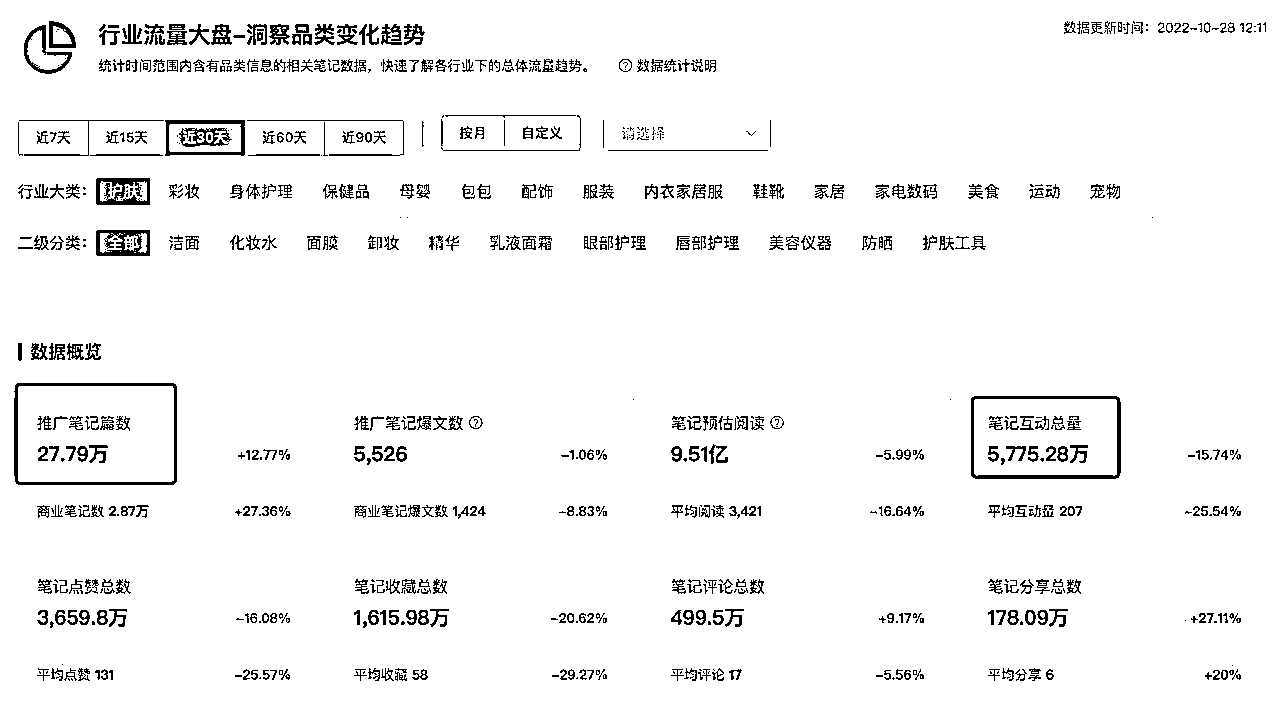 行业流量大盘-洞察品类变化趋势
数据更新时间：2022-10-28 12:11
统计时间范围内含有品类信息的相关笔记数据，快速了解各行业下的总体流量趋势。 ? 数据统计说明
近7天 近15天 近30天 近60天 近90天 按月 自定义 请选择
行业大类： 护肤 彩妆 身体护理 保健品 母婴 包包 配饰 服装 内衣家居服 鞋靴 家居 家电数码 美食 运动 宠物
二级分类： 全部 洁面 化妆水 面膜 卸妆 精华 乳液面霜 眼部护理 唇部护理 美容仪器 防晒 护肤工具
数据概览
推广笔记篇数 推广笔记爆文数 ? 笔记预估阅读 ? 笔记互动总量
27.79万 +12.77% 5,526 -1.06% 9.51亿 -5.99% 5,775.28万 -15.74%
商业笔记数 2.87万 +27.36% 商业笔记爆文数 1,424 -8.83% 平均阅读 3,421 -16.64% 平均互动量 207 -25.54%
笔记点赞总数 笔记收藏总数 笔记评论总数 笔记分享总数
3,659.8万 -16.08% 1,615.98万 -20.62% 499.5万 +9.17% 178.09万 +27.11%
平均点赞 131 -25.57% 平均收藏 58 -29.27% 平均评论 17 -5.56% 平均分享 6 +20%